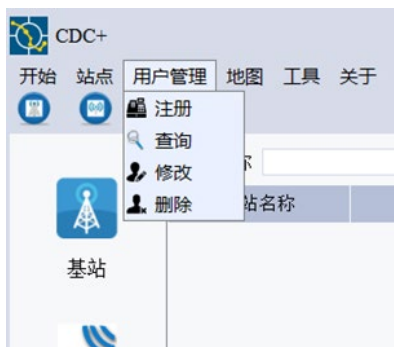 CDC+
开始 站点 用户管理 地图 工具 关于
注册
查询
修改
删除
站名称
基站